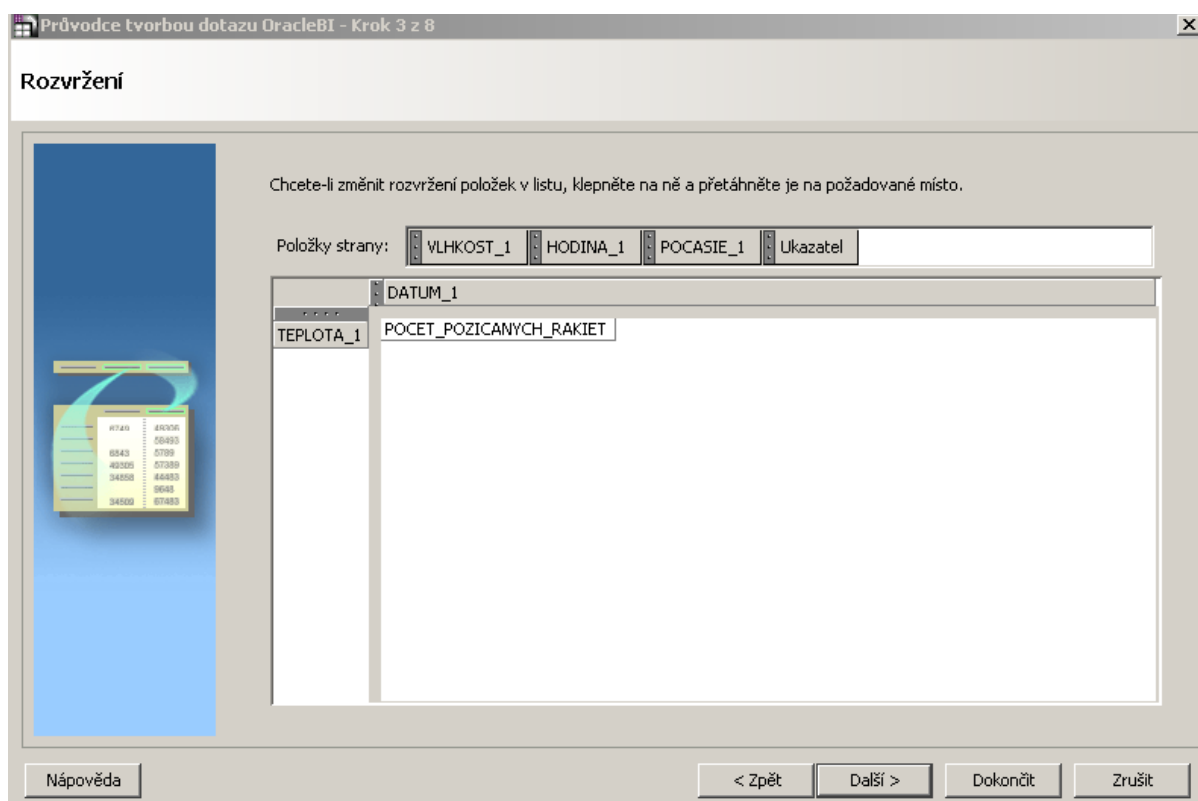 Průvodce tvorbou dotazu OracleBI - Krok 3 z 8
Rozvržení
Chcete-li změnit rozvržení položek v listu, klepněte na ně a přetáhněte je na požadované místo.
Položky strany: VLHKOST_1 HODINA_1 POCASIE_1 Ukazatel
DATUM_1
TEPLOTA_1 POCET_POZICANYCH_RAKIET
Nápověda < Zpět Další > Dokončit Zrušit